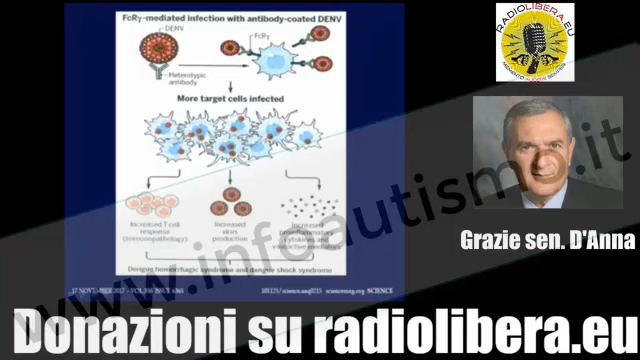 FcRγ-mediated infection with antibody-coated DENV
DENV
FcRγ
Heterotypic
antibody
More target cells infected
Increased T cell
response
(immunopathology)
Increased
virus
production
Increased
proinflammatory
cytokines and
vasoactive mediators
Dengue hemorrhagic syndrome and dengue shock syndrome
17 NOVEMBER 2017 • VOL 358 ISSUE 6365
sciencemag.org SCIENCE
RADIOLIBERA.EU
MEMENTO AUDERE SEMPER
Grazie sen. D'Anna
www.infoautismo.it
Donazioni su radiolibera.eu